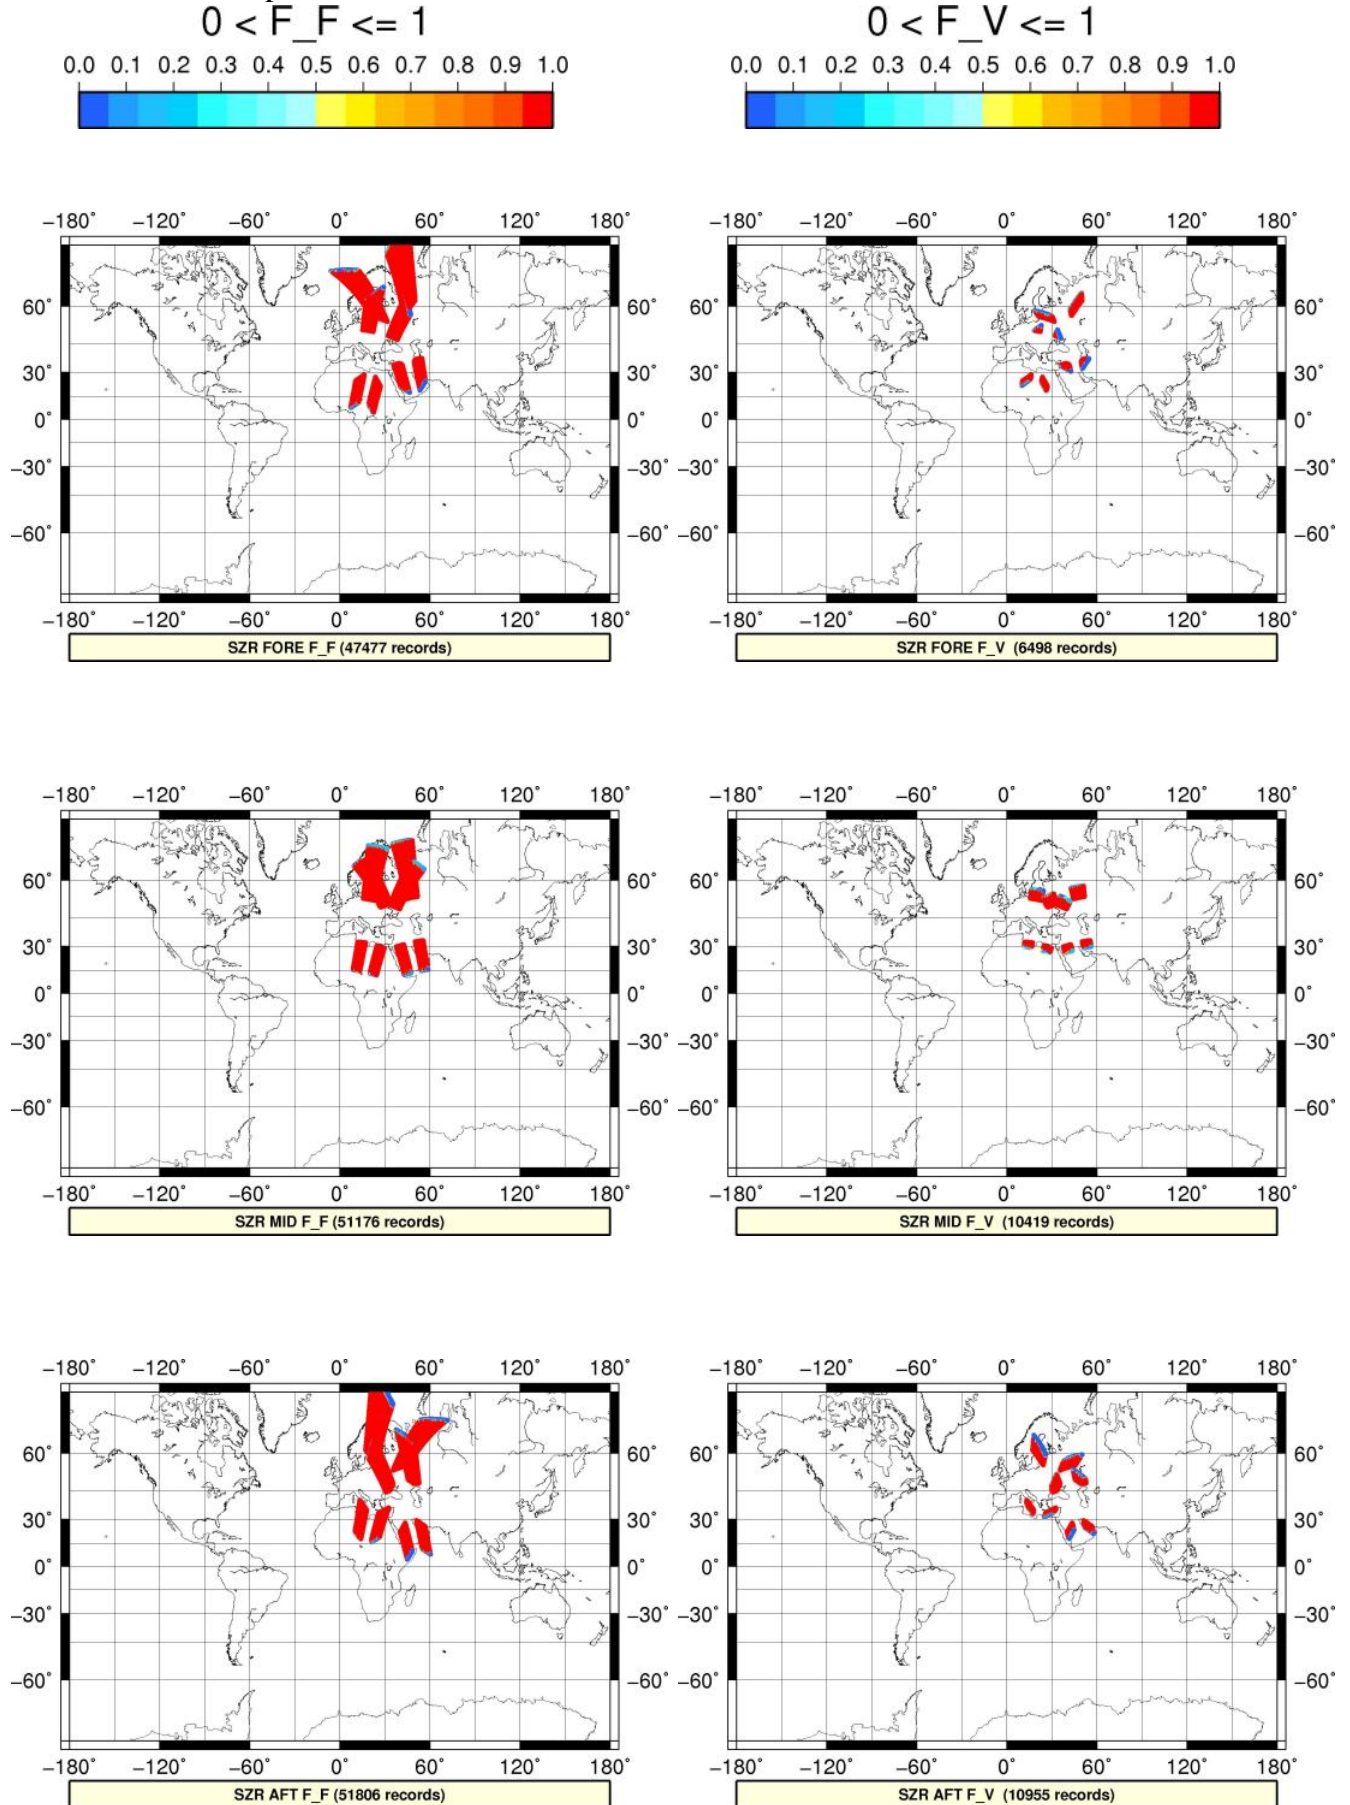 0 < F_F <= 1
0 < F_V <= 1
0.0 0.1 0.2 0.3 0.4 0.5 0.6 0.7 0.8 0.9 1.0
0.0 0.1 0.2 0.3 0.4 0.5 0.6 0.7 0.8 0.9 1.0
−180° −120° −60° 0° 60° 120° 180°
−180° −120° −60° 0° 60° 120° 180°
60° 60° 60°
30° 30° 30° 30°
0° 0° 0° 0°
−30° −30° −30° −30°
−60° −60° −60° −60°
−180° −120° −60° 0° 60° 120° 180°
−180° −120° −60° 0° 60° 120° 180°
SZR FORE F_F (47477 records)
SZR FORE F_V (6498 records)
−180° −120° −60° 0° 60° 120° 180°
−180° −120° −60° 0° 60° 120° 180°
60° 60° 60° 60°
30° 30° 30° 30°
0° 0° 0° 0°
−30° −30° −30° −30°
−60° −60° −60° −60°
−180° −120° −60° 0° 60° 120° 180°
−180° −120° −60° 0° 60° 120° 180°
SZR MID F_F (51176 records)
SZR MID F_V (10419 records)
−180° −120° −60° 0° 60° 120° 180°
−180° −120° −60° 0° 60° 120° 180°
60° 60° 60° 60°
30° 30° 30° 30°
0° 0° 0° 0°
−30° −30° −30° −30°
−60° −60° −60° −60°
−180° −120° −60° 0° 60° 120° 180°
−180° −120° −60° 0° 60° 120° 180°
SZR AFT F_F (51806 records)
SZR AFT F_V (10955 records)